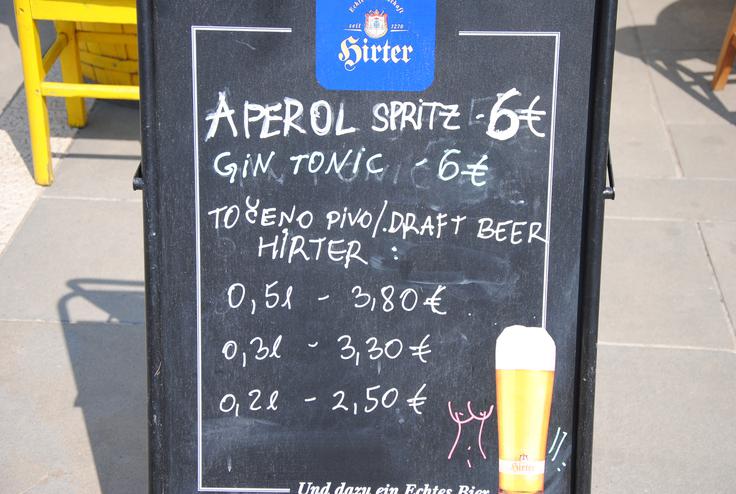 seit 1270
Hirter
APEROL SPRITZ - 6€
GIN TONIC - 6€
TOČENO PIVO/.DRAFT BEER
HIRTER :
0,5l - 3,80 €
0,3l - 3,30 €
0,2l - 2,50 €
Hirter
Und dazu ein Echtes Bier